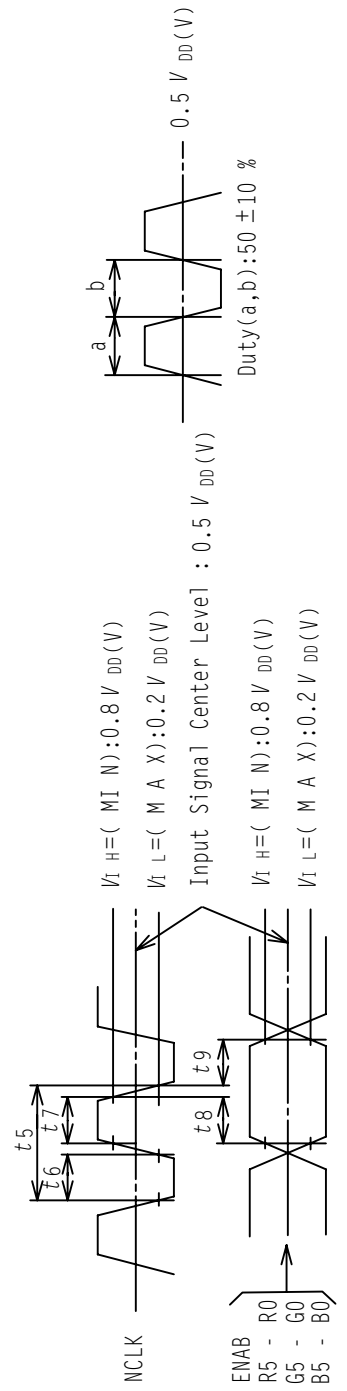 t5
t6
t7
NCLK
VIH=(MIN):0.8VDD(V)
VIL=(MAX):0.2VDD(V)
Input Signal Center Level : 0.5VDD(V)
t8
t9
ENAB
R5 - R0
G5 - G0
B5 - B0
VIH=(MIN):0.8VDD(V)
VIL=(MAX):0.2VDD(V)
a
b
0.5VDD(V)
Duty(a,b):50 ±10 %